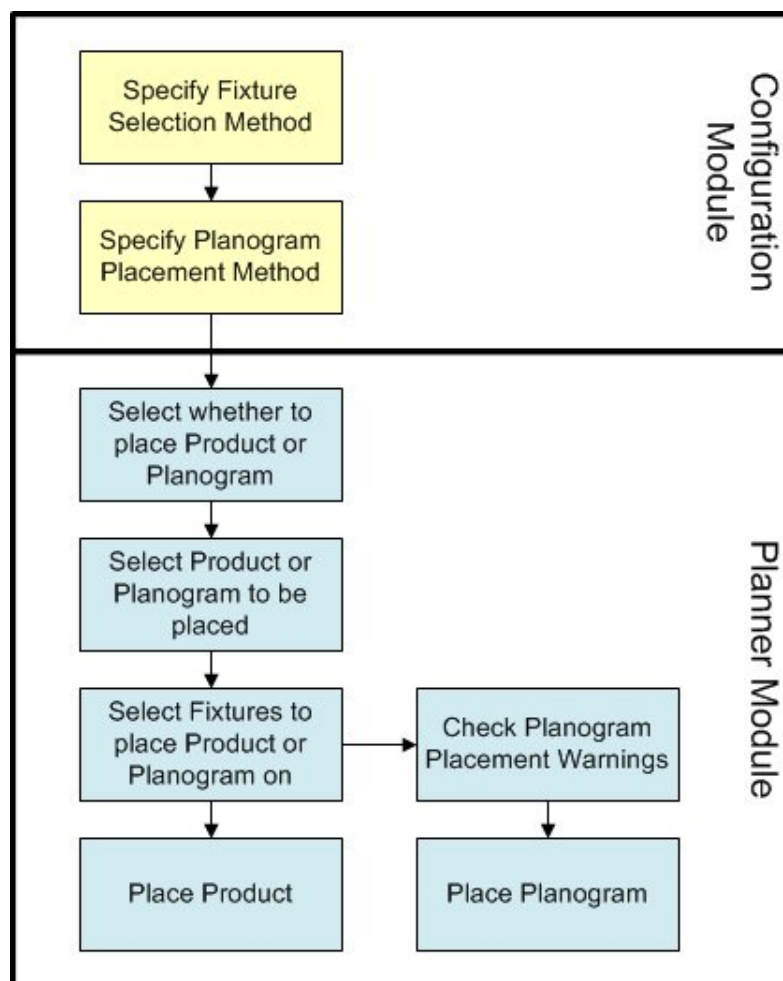 Specify Fixture
Selection Method
Specify Planogram
Placement Method
Configuration
Module
Select whether to
place Product or
Planogram
Select Product or
Planogram to be
placed
Select Fixtures to
place Product or
Planogram on
Check Planogram
Placement Warnings
Place Product
Place Planogram
Planner Module